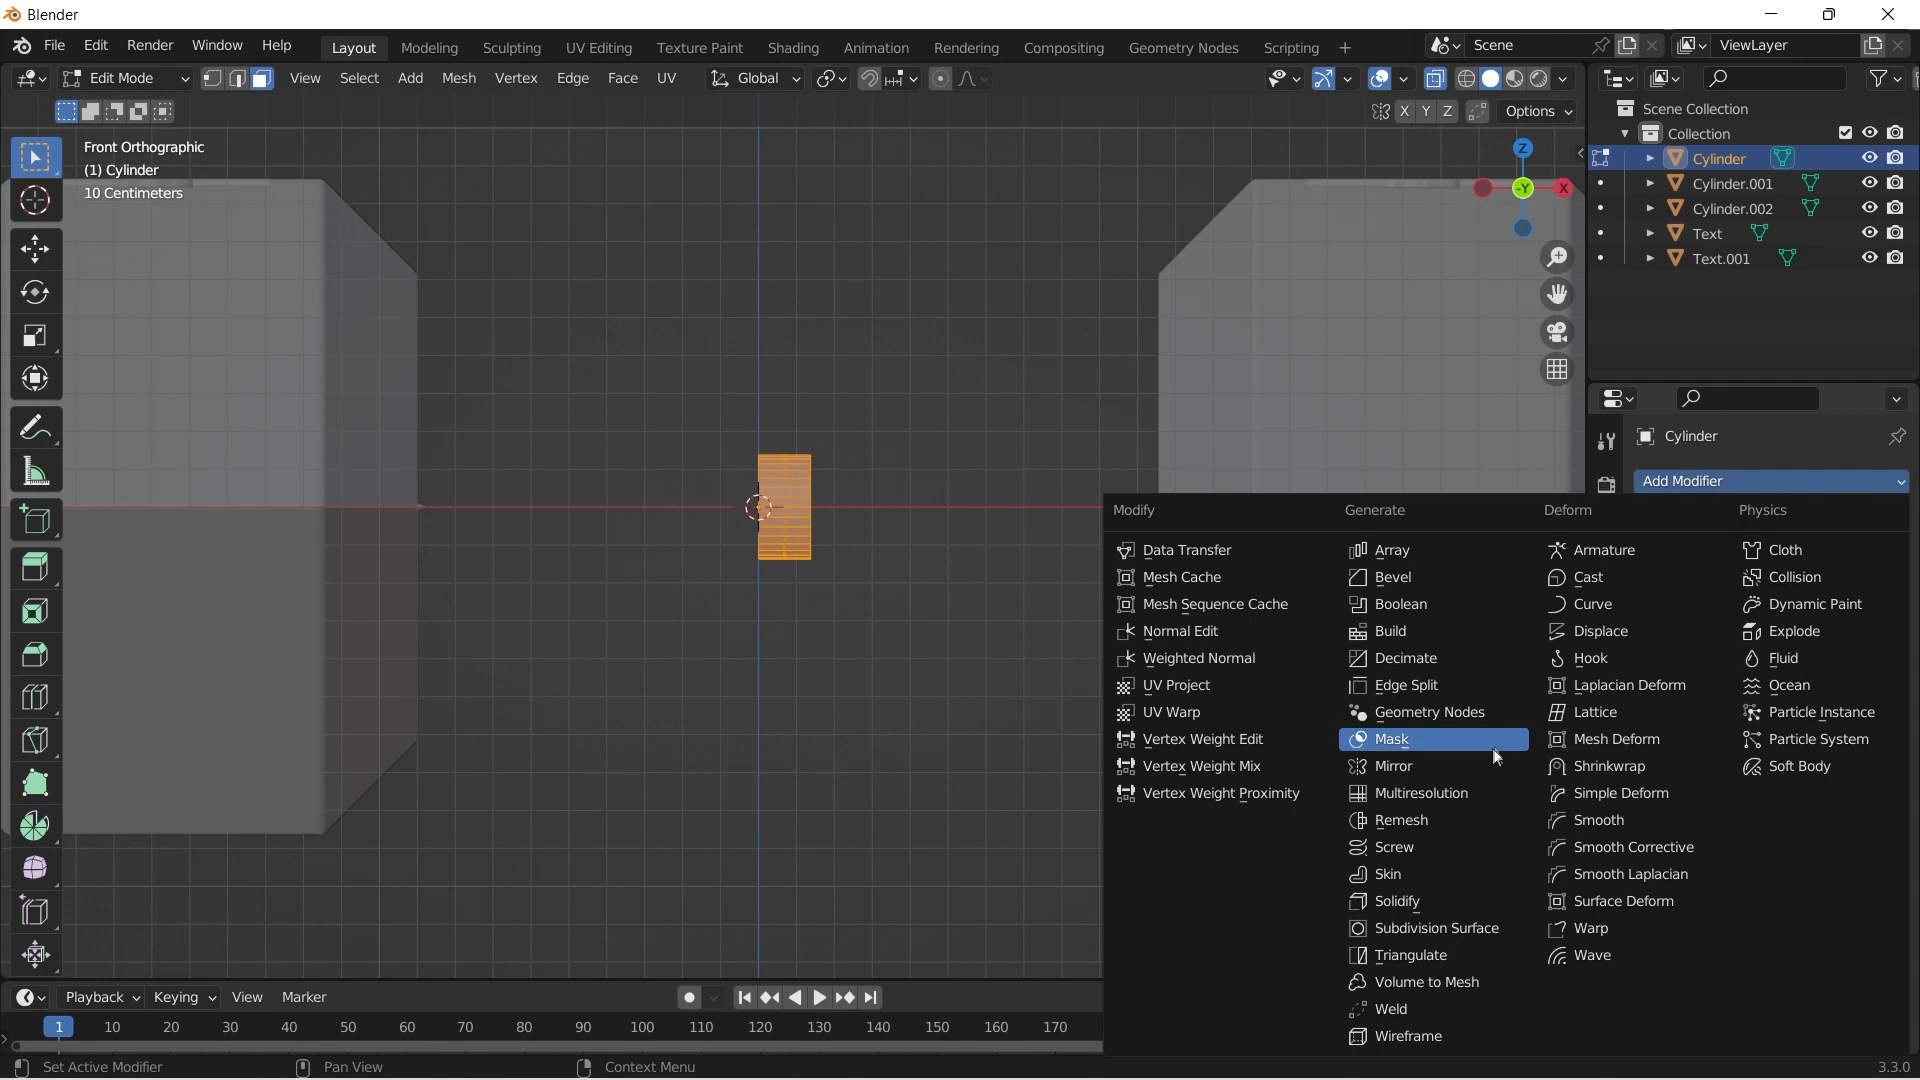 Blender
File Edit Render Window Help Layout Modeling Sculpting UV Editing Texture Paint Shading Animation Rendering Compositing Geometry Nodes Scripting + Scene ViewLayer
Edit Mode View Select Add Mesh Vertex Edge Face UV Global
X Y Z Options
Scene Collection
Collection
Cylinder
Cylinder.001
Cylinder.002
Text
Text.001
Front Orthographic
(1) Cylinder
10 Centimeters
Z
-Y X
Cylinder
Add Modifier
Modify Generate Deform Physics
Data Transfer Array Armature Cloth
Mesh Cache Bevel Cast Collision
Mesh Sequence Cache Boolean Curve Dynamic Paint
Normal Edit Build Displace Explode
Weighted Normal Decimate Hook Fluid
UV Project Edge Split Laplacian Deform Ocean
UV Warp Geometry Nodes Lattice Particle Instance
Vertex Weight Edit Mask Mesh Deform Particle System
Vertex Weight Mix Mirror Shrinkwrap Soft Body
Vertex Weight Proximity Multiresolution Simple Deform
Remesh Smooth
Screw Smooth Corrective
Skin Smooth Laplacian
Solidify Surface Deform
Subdivision Surface Warp
Triangulate Wave
Volume to Mesh
Weld
Wireframe
Playback Keying View Marker
1 10 20 30 40 50 60 70 80 90 100 110 120 130 140 150 160 170
Set Active Modifier Pan View Context Menu 3.3.0